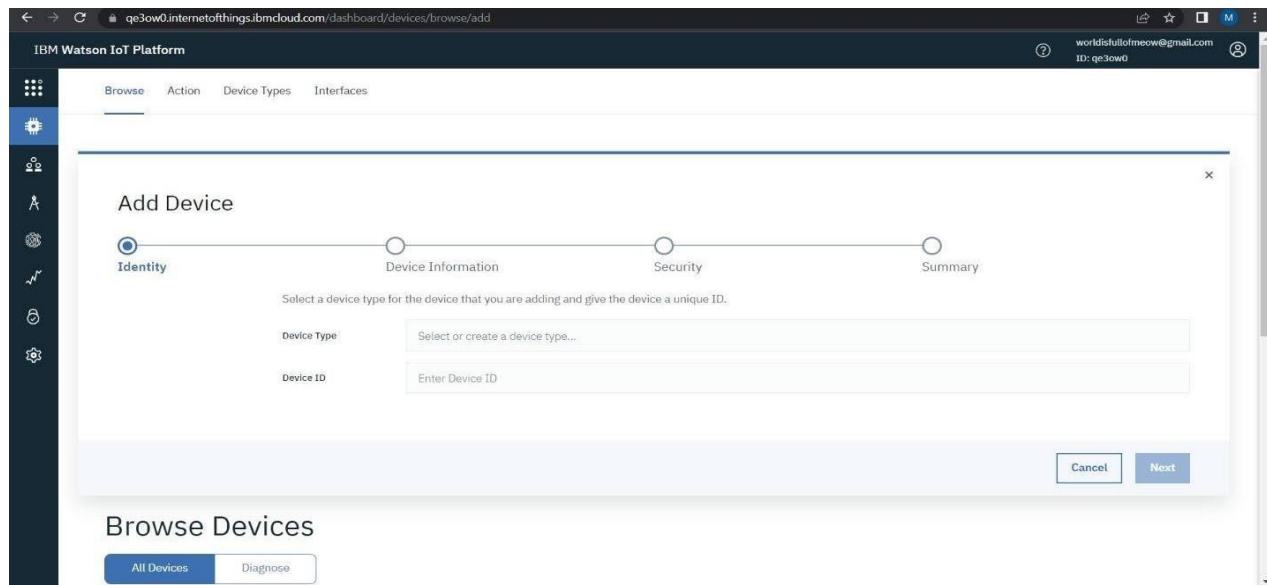 qe3ow0.internetofthings.ibmcloud.com/dashboard/devices/browse/add
M
IBM Watson IoT Platform
worldisfullofmeow@gmail.com
ID: qe3ow0
Browse Action Device Types Interfaces
Add Device
Identity Device Information Security Summary
Select a device type for the device that you are adding and give the device a unique ID.
Device Type Select or create a device type...
Device ID Enter Device ID
Cancel Next
Browse Devices
All Devices Diagnose